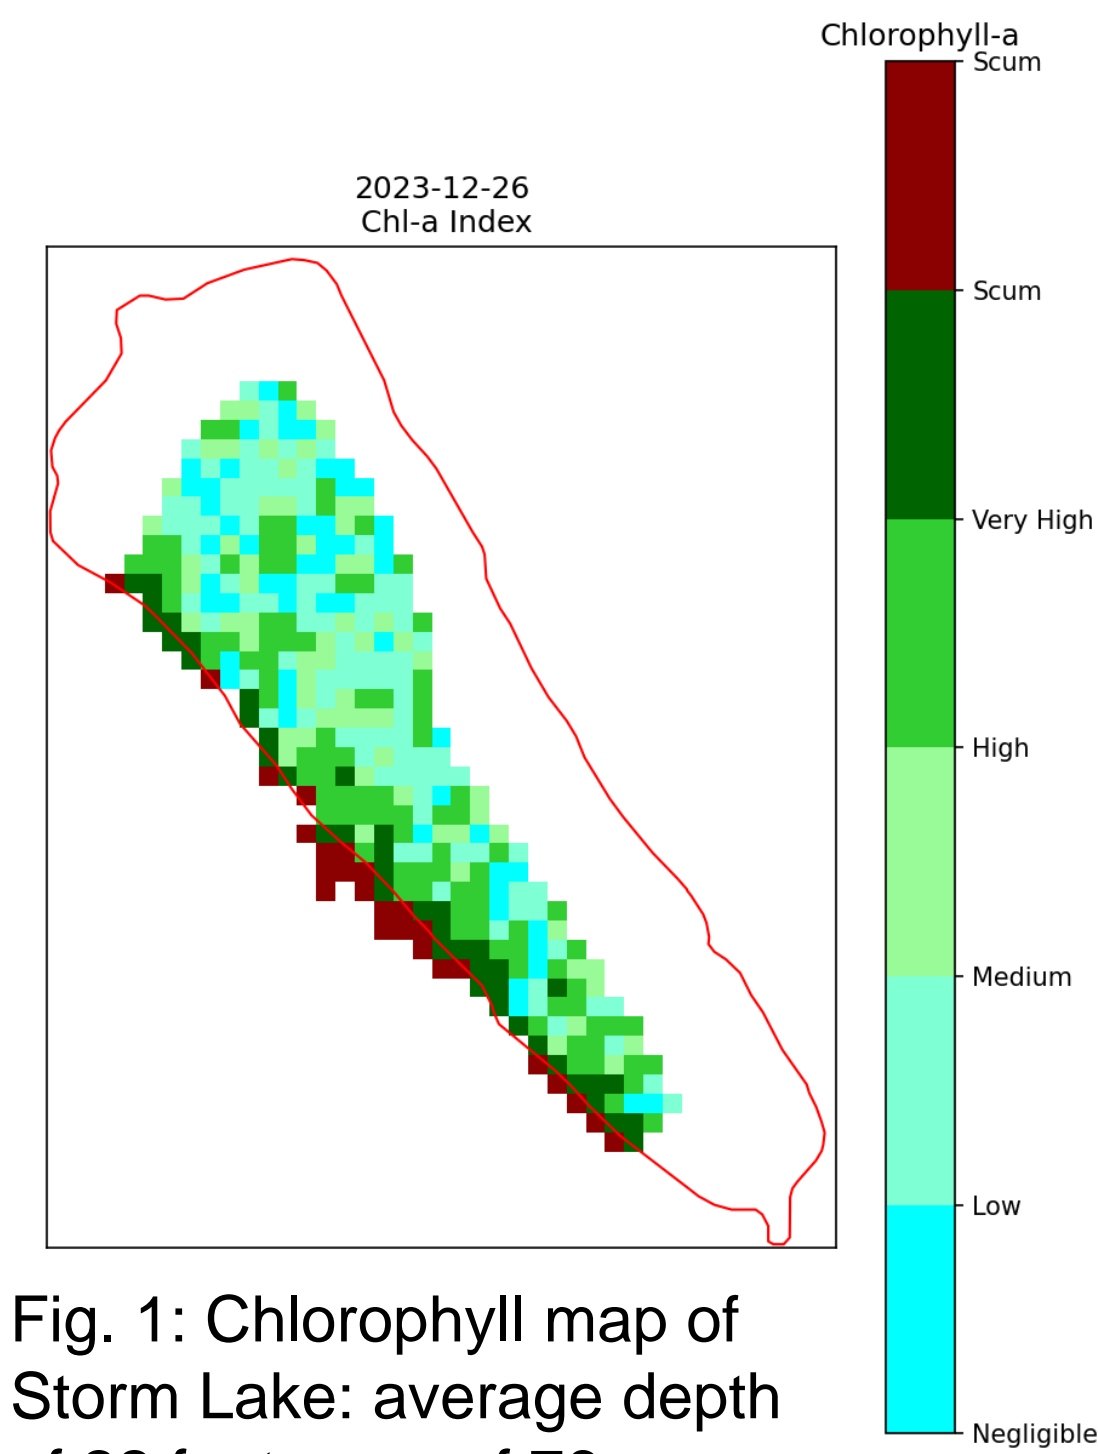 Chlorophyll-a
Scum
2023-12-26
Chl-a Index
Scum
Very High
High
Medium
Low
Negligible
Fig. 1: Chlorophyll map of
Storm Lake: average depth